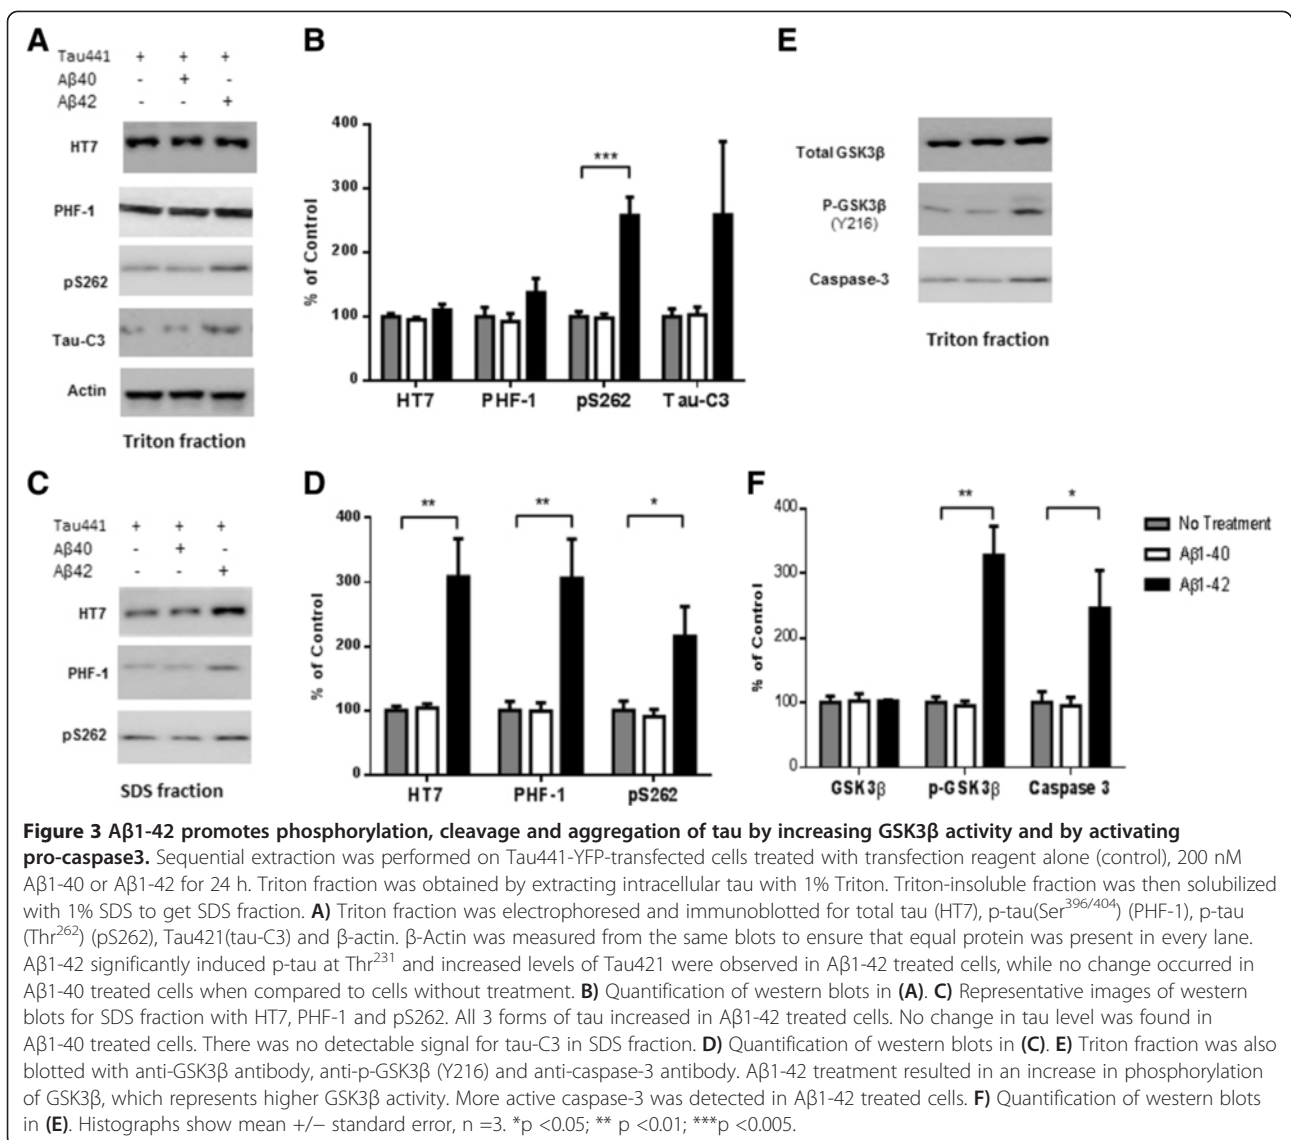 A
Tau441 + + +
Aβ40 - + -
Aβ42 - - +
HT7
PHF-1
pS262
Tau-C3
Actin
Triton fraction
B
% of Control
400
300
200
100
0
***
HT7 PHF-1 pS262 Tau-C3
E
Total GSK3β
P-GSK3β
(Y216)
Caspase-3
Triton fraction
C
Tau441 + + +
Aβ40 - + -
Aβ42 - - +
HT7
PHF-1
pS262
SDS fraction
D
% of Control
400
300
200
100
0
** ** *
HT7 PHF-1 pS262
F
% of Control
400
300
200
100
0
** *
GSK3β p-GSK3β Caspase 3
No Treatment
Aβ1-40
Aβ1-42
Figure 3 Aβ1-42 promotes phosphorylation, cleavage and aggregation of tau by increasing GSK3β activity and by activating
pro-caspase3. Sequential extraction was performed on Tau441-YFP-transfected cells treated with transfection reagent alone (control), 200 nM
Aβ1-40 or Aβ1-42 for 24 h. Triton fraction was obtained by extracting intracellular tau with 1% Triton. Triton-insoluble fraction was then solubilized
with 1% SDS to get SDS fraction. A) Triton fraction was electrophoresed and immunoblotted for total tau (HT7), p-tau(Ser396/404) (PHF-1), p-tau
(Thr262) (pS262), Tau421(tau-C3) and β-actin. β-Actin was measured from the same blots to ensure that equal protein was present in every lane.
Aβ1-42 significantly induced p-tau at Thr231 and increased levels of Tau421 were observed in Aβ1-42 treated cells, while no change occurred in
Aβ1-40 treated cells when compared to cells without treatment. B) Quantification of western blots in (A). C) Representative images of western
blots for SDS fraction with HT7, PHF-1 and pS262. All 3 forms of tau increased in Aβ1-42 treated cells. No change in tau level was found in
Aβ1-40 treated cells. There was no detectable signal for tau-C3 in SDS fraction. D) Quantification of western blots in (C). E) Triton fraction was also
blotted with anti-GSK3β antibody, anti-p-GSK3β (Y216) and anti-caspase-3 antibody. Aβ1-42 treatment resulted in an increase in phosphorylation
of GSK3β, which represents higher GSK3β activity. More active caspase-3 was detected in Aβ1-42 treated cells. F) Quantification of western blots
in (E). Histographs show mean +/− standard error, n =3. *p <0.05; ** p <0.01; ***p <0.005.